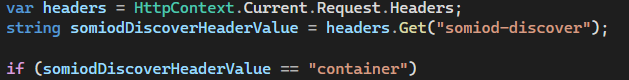 var headers = HttpContext.Current.Request.Headers;
string somiodDiscoverHeaderValue = headers.Get("somiod-discover");
if (somiodDiscoverHeaderValue == "container")